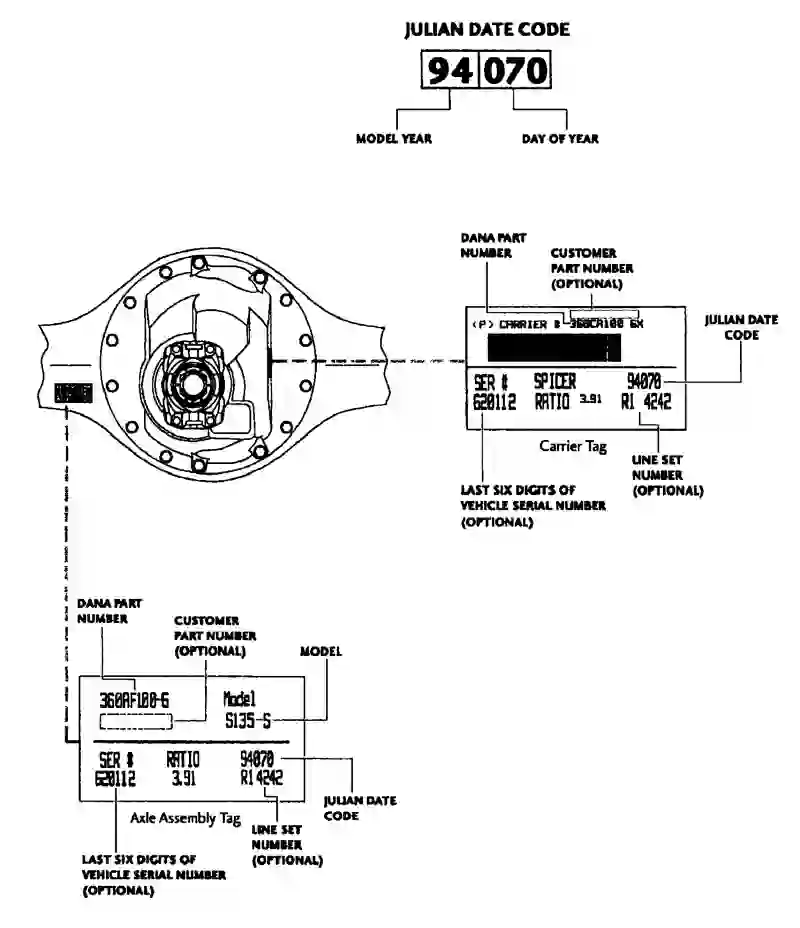 JULIAN DATE CODE
94 070
MODEL YEAR
DAY OF YEAR
DANA PART
NUMBER
CUSTOMER
PART NUMBER
(OPTIONAL)
(P) CARRIER # 360CA100 6X
JULIAN DATE
CODE
SER # SPICER 94070
620112 RATIO 3.91 R1 4242
Carrier Tag
LINE SET
NUMBER
(OPTIONAL)
LAST SIX DIGITS OF
VEHICLE SERIAL NUMBER
(OPTIONAL)
DANA PART
NUMBER
CUSTOMER
PART NUMBER
(OPTIONAL)
MODEL
360AF100-6 Model
S135-S
SER # RATIO 94070
620112 3.91 R1 4242
Axle Assembly Tag
JULIAN DATE
CODE
LINE SET
NUMBER
(OPTIONAL)
LAST SIX DIGITS OF
VEHICLE SERIAL NUMBER
(OPTIONAL)